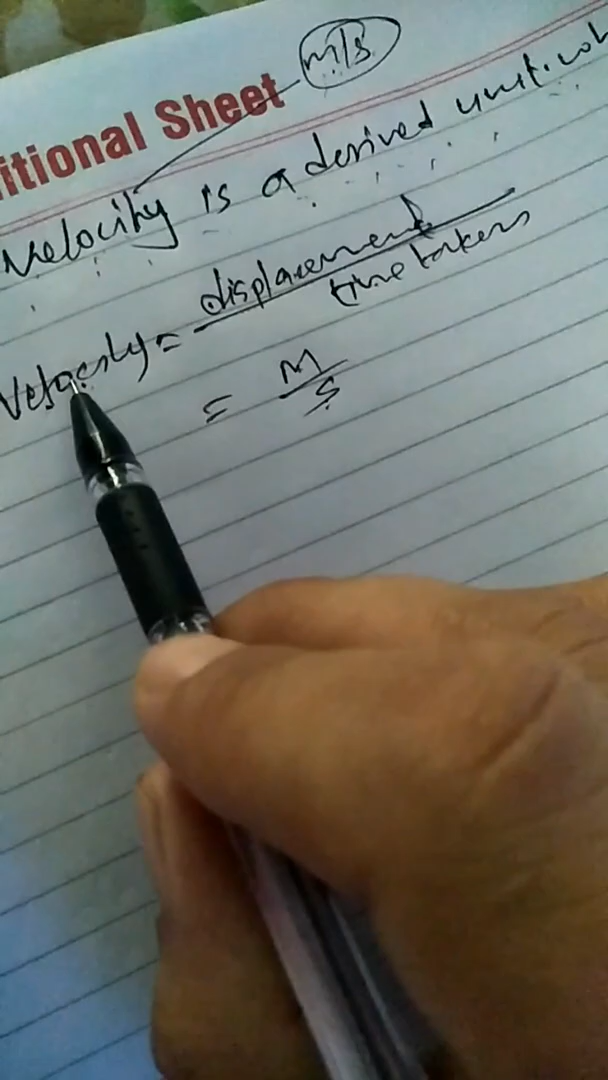 m/s
itional Sheet
Velocity is a derived unit.
Velocity = displacement
time taken
= M
S